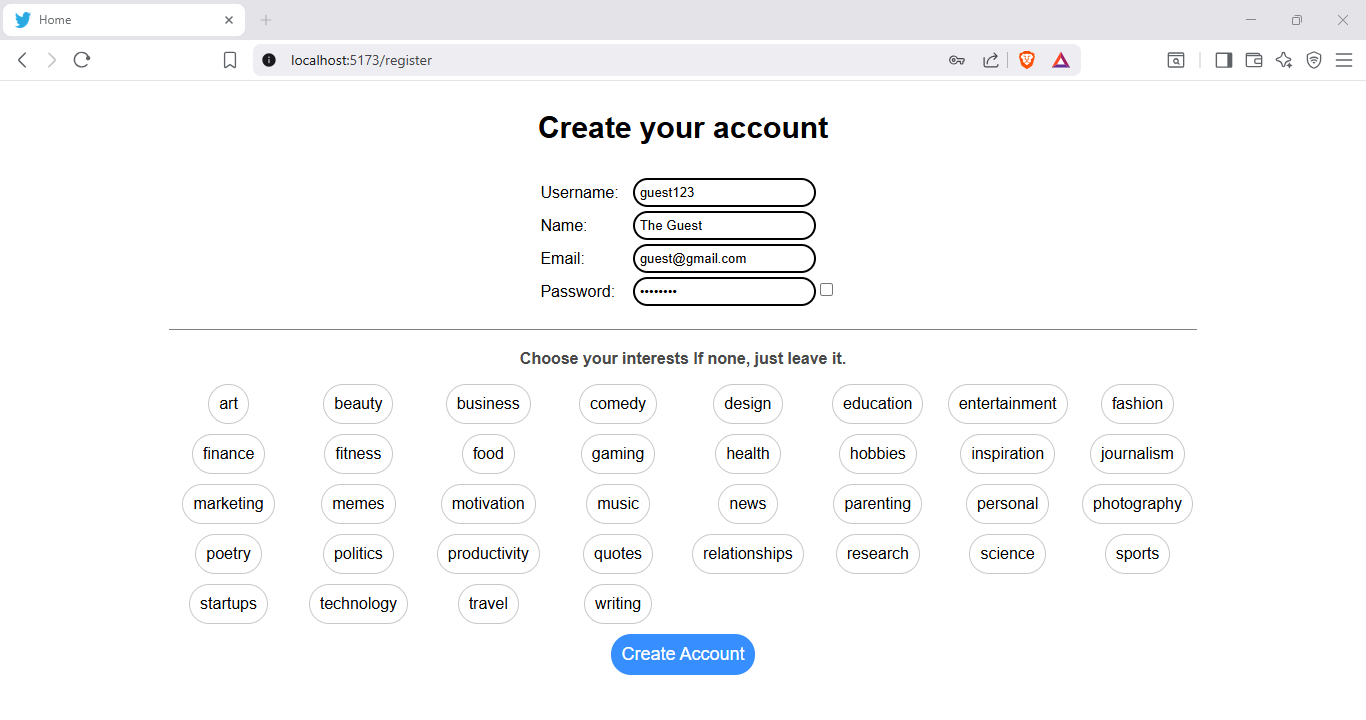 Home
localhost:5173/register
Create your account
Username: guest123
Name: The Guest
Email: guest@gmail.com
Password: ••••••••
Choose your interests If none, just leave it.
art beauty business comedy design education entertainment fashion
finance fitness food gaming health hobbies inspiration journalism
marketing memes motivation music news parenting personal photography
poetry politics productivity quotes relationships research science sports
startups technology travel writing
Create Account